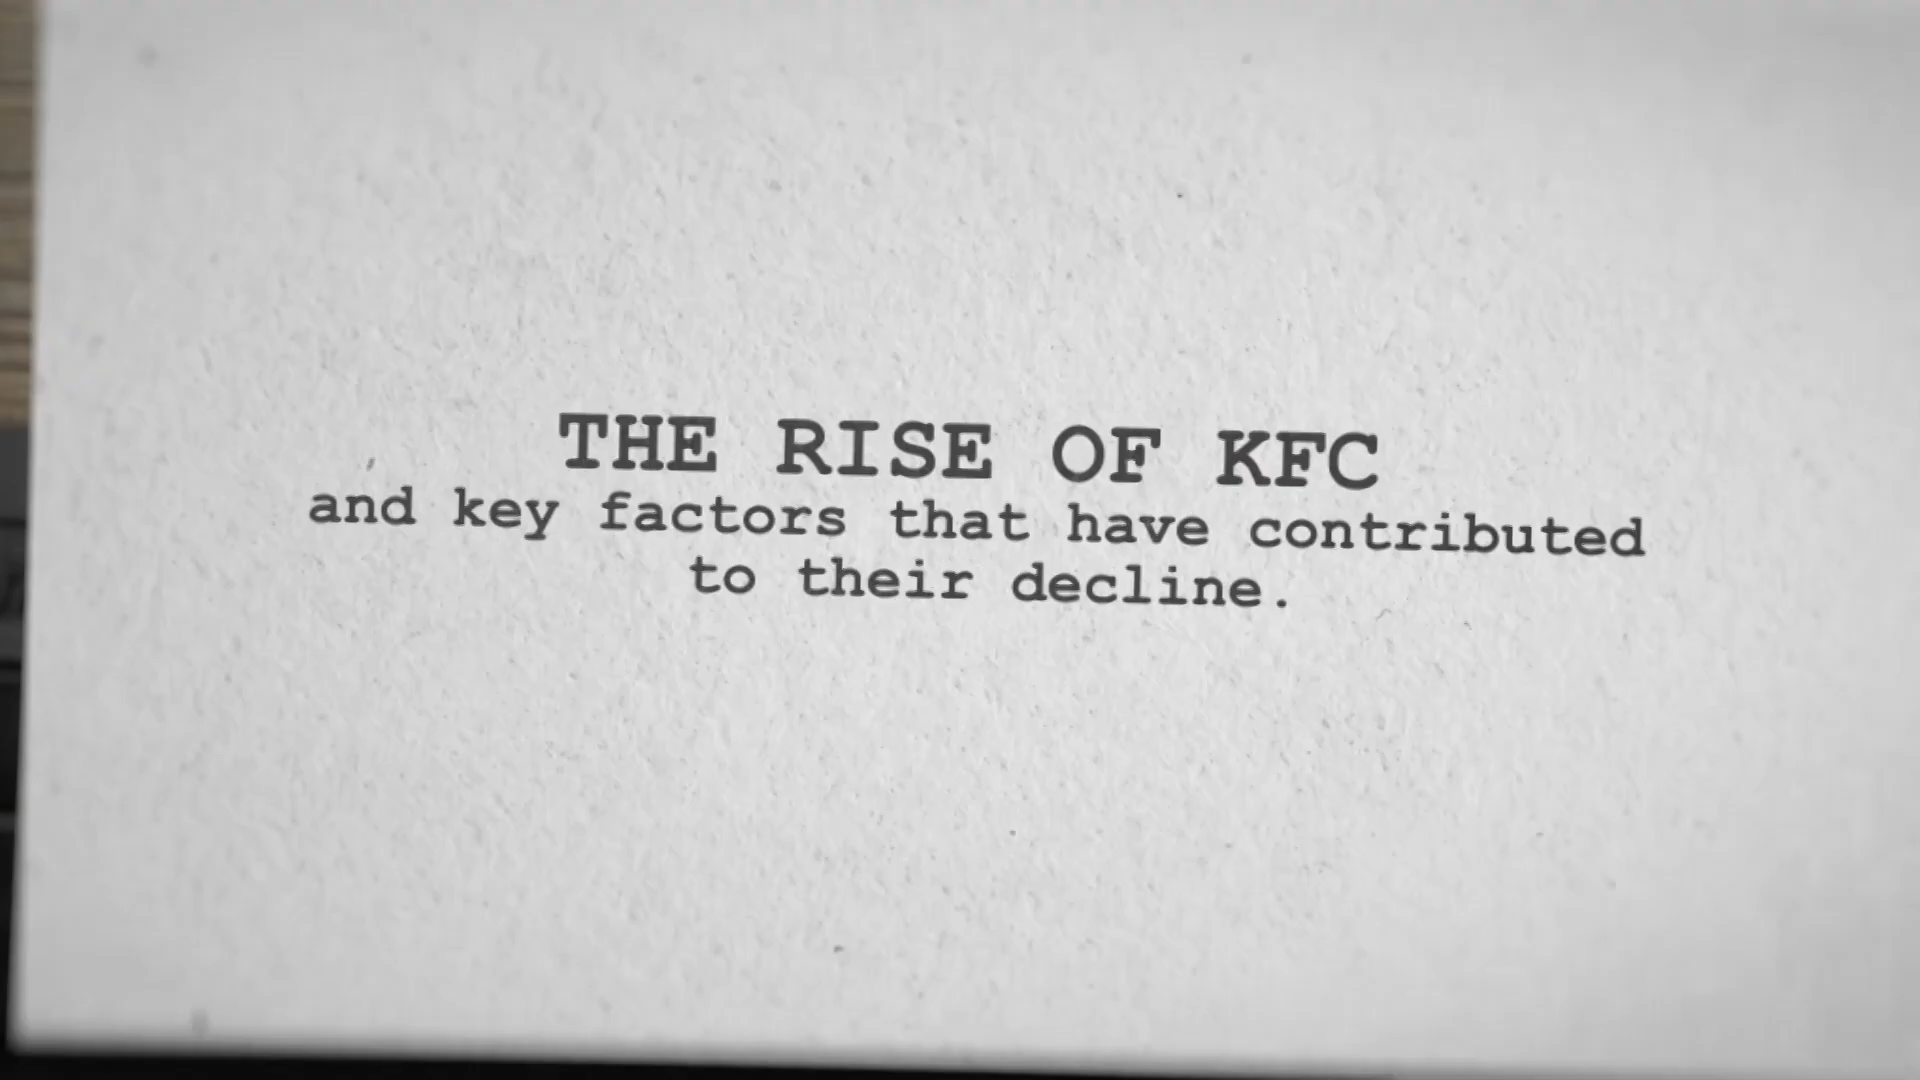 THE RISE OF KFC
and key factors that have contributed
to their decline.